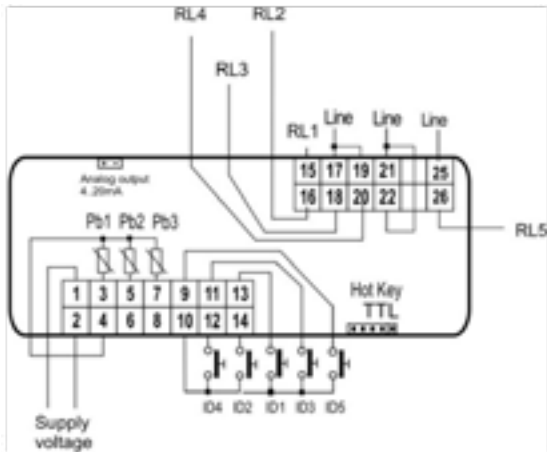 RL4
RL2
RL3
RL1
Line
Line
Line
15 17 19 21 25
16 18 20 22 26
Analog output
4..20mA
RL5
Pb1 Pb2 Pb3
1 3 5 7 9 11 13
2 4 6 8 10 12 14
Hot Key
TTL
ID4 ID2 ID1 ID3 ID5
Supply
voltage